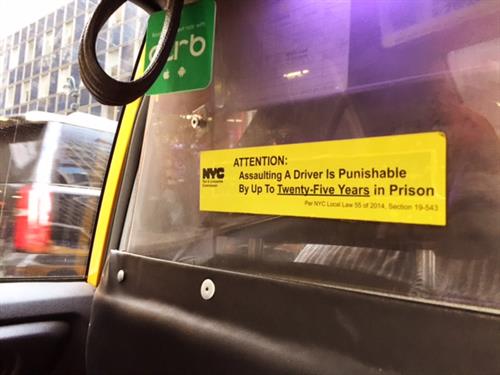 curb
ATTENTION:
Assaulting A Driver Is Punishable
By Up To Twenty-Five Years in Prison
NYC
Per NYC Local Law 55 of 2014, Section 19-543